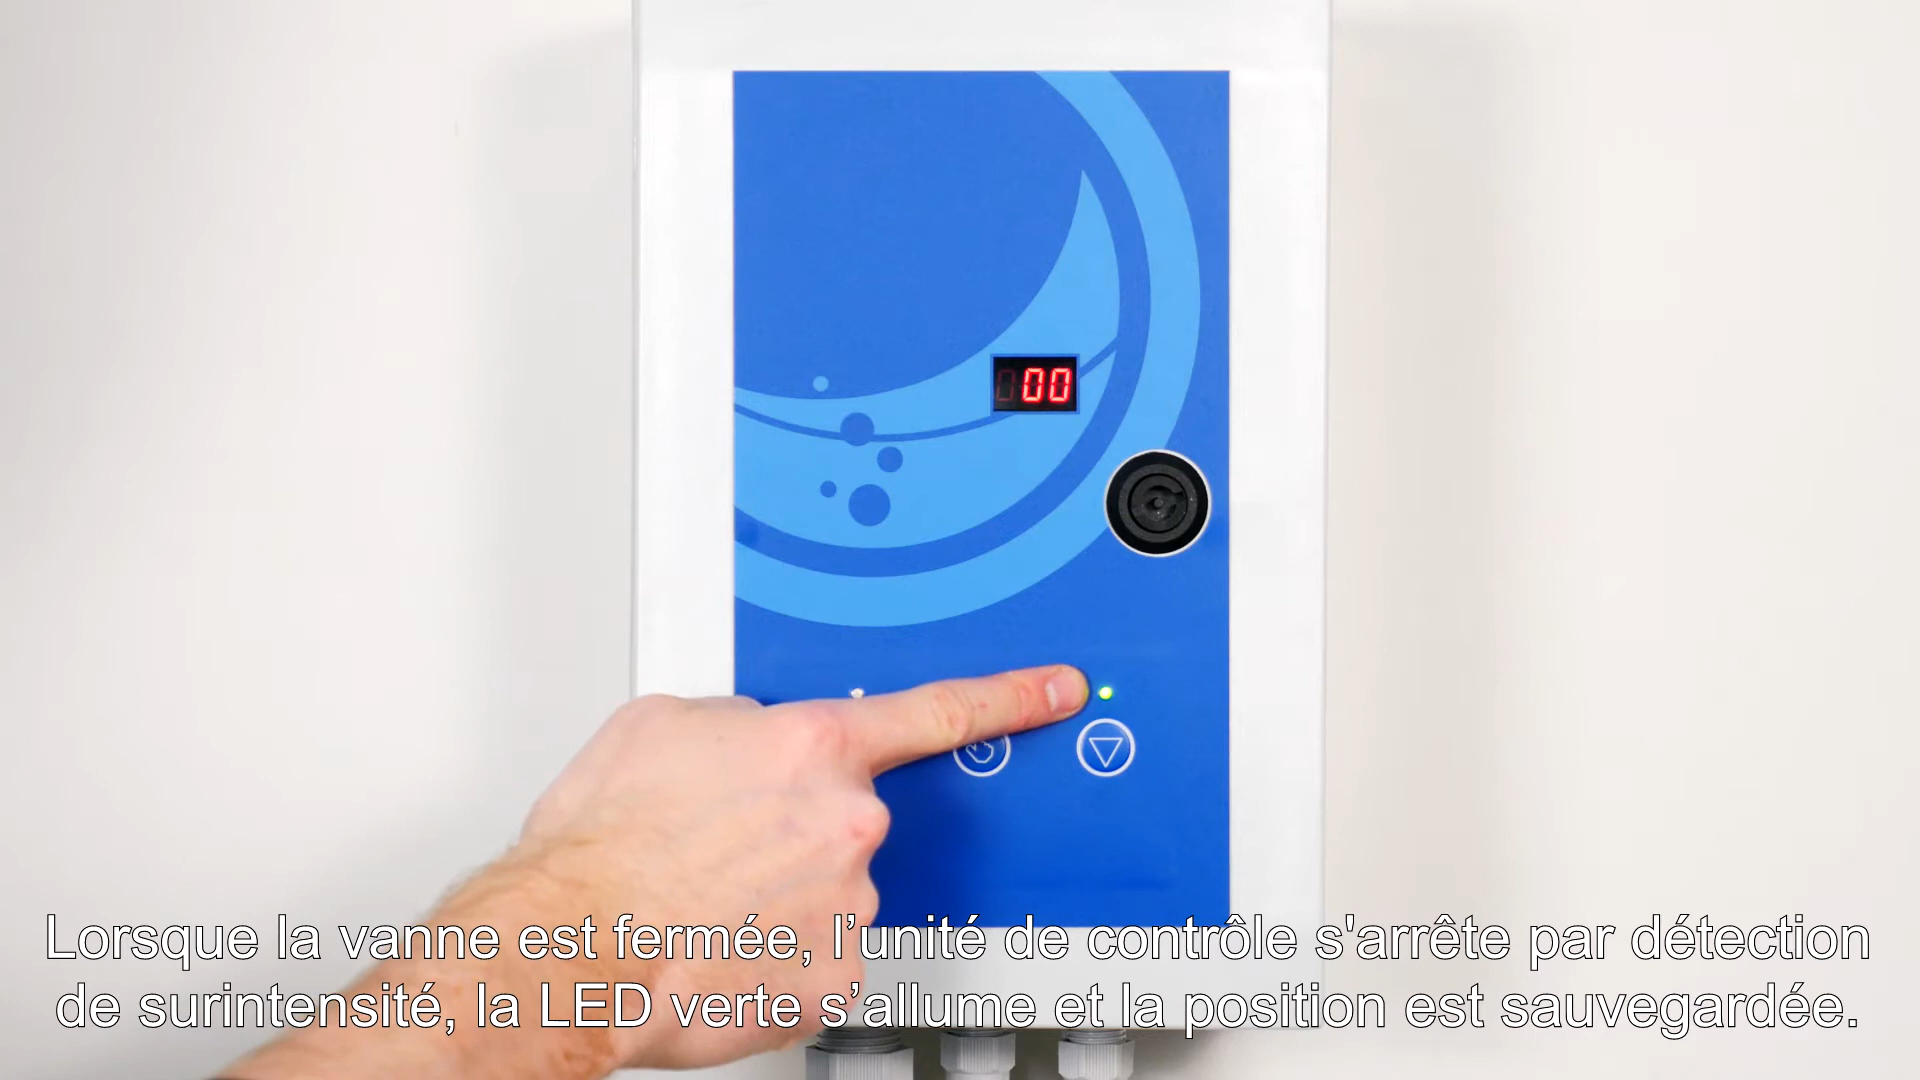 00
Lorsque la vanne est fermée, l’unité de contrôle s'arrête par détection
de surintensité, la LED verte s’allume et la position est sauvegardée.